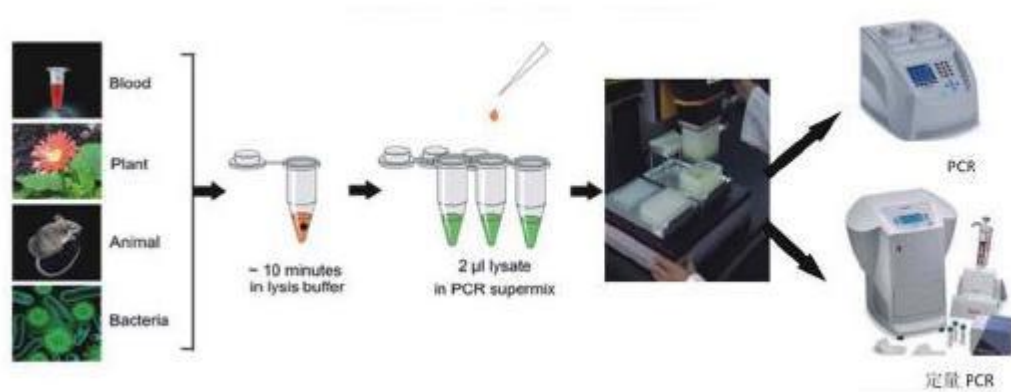 Blood
Plant
Animal
Bacteria
~ 10 minutes
in lysis buffer
2 µl lysate
in PCR supermix
PCR
定量 PCR